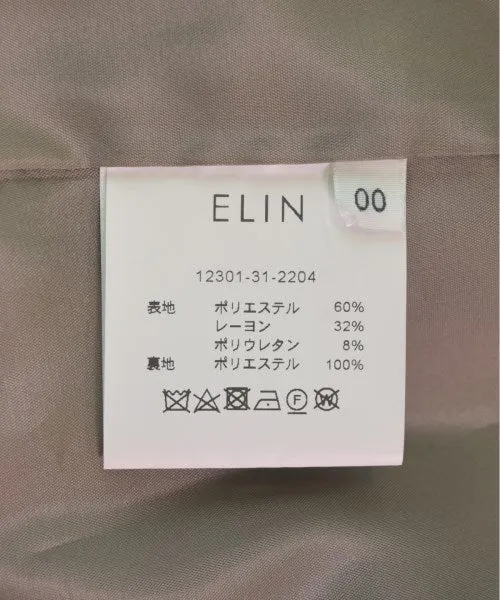 ELIN
00
12301-31-2204
表地 ポリエステル 60%
レーヨン 32%
ポリウレタン 8%
裏地 ポリエステル 100%
F W